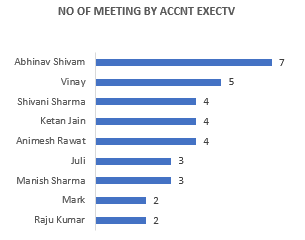 NO OF MEETING BY ACCNT EXECTV
Abhinav Shivam 7
Vinay 5
Shivani Sharma 4
Ketan Jain 4
Animesh Rawat 4
Juli 3
Manish Sharma 3
Mark 2
Raju Kumar 2